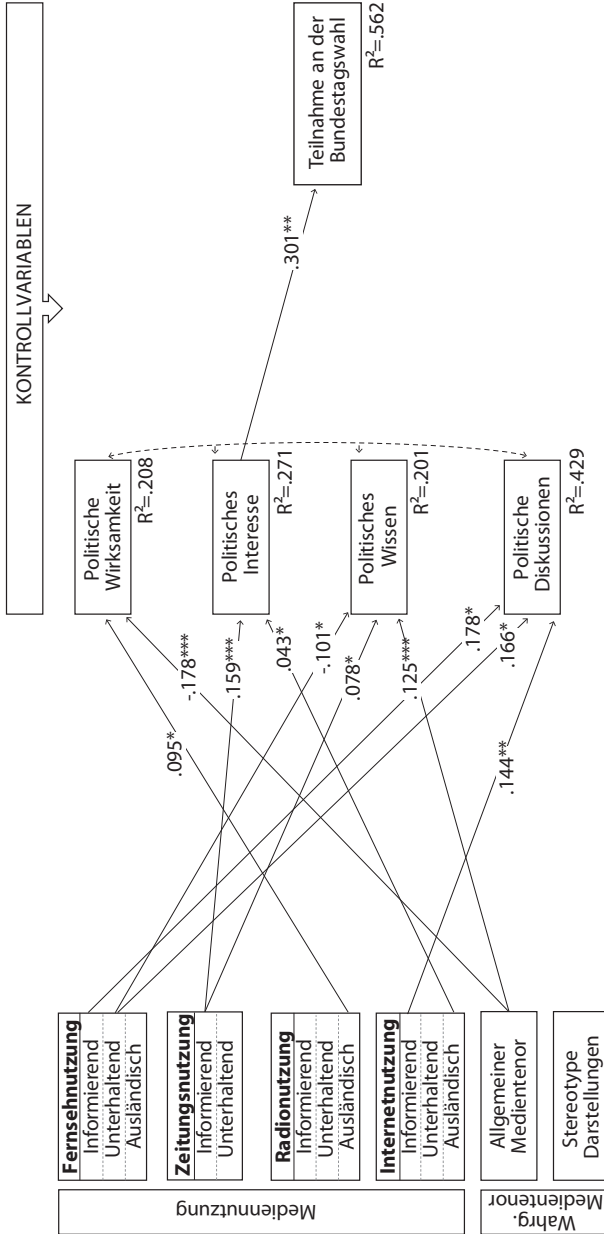 KONTROLLVARIABLEN
Mediennutzung
Fernsehnutzung
Informierend
Unterhaltend
Ausländisch
Zeitungsnutzung
Informierend
Unterhaltend
Radionutzung
Informierend
Unterhaltend
Ausländisch
Internetnutzung
Informierend
Unterhaltend
Ausländisch
Wahrg.
Medientenor
Allgemeiner
Medientenor
Stereotype
Darstellungen
.095*
-.178***
.159***
.043*
-.101*
.078*
.125***
.178*
.166*
.144**
Politische
Wirksamkeit
R²=.208
Politisches
Interesse
R²=.271
Politisches
Wissen
R²=.201
Politische
Diskussionen
R²=.429
.301**
Teilnahme an der
Bundestagswahl
R²=.562